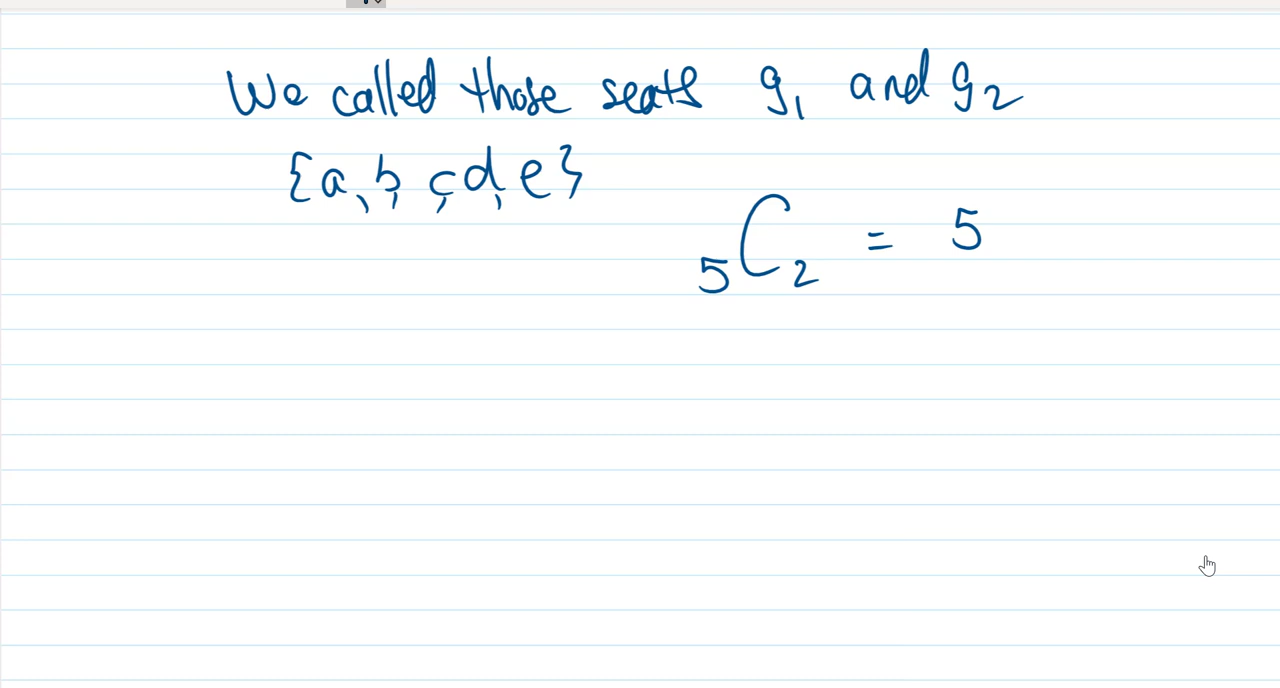 We called those seats g₁ and g₂
{a, b, c, d, e}
₅C₂ = 5